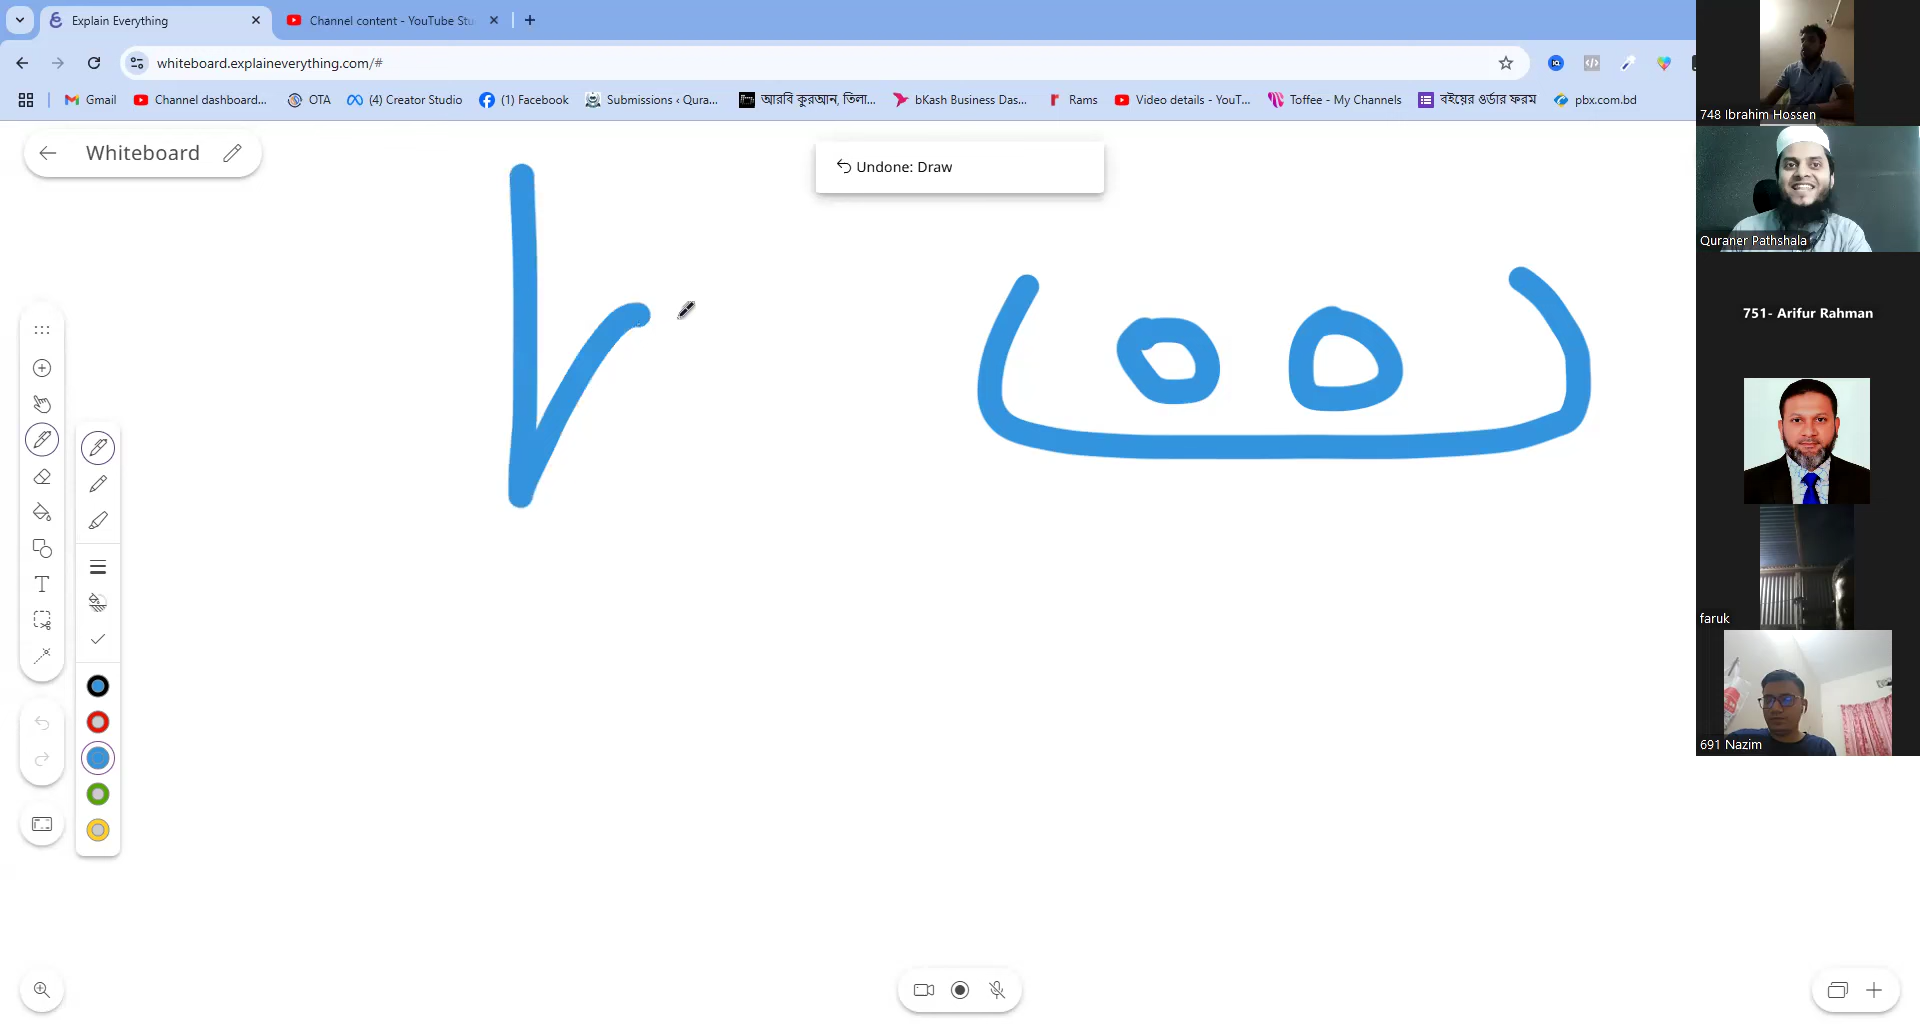 Explain Everything
Channel content - YouTube Stu
whiteboard.explaineverything.com/#
Gmail
Channel dashboard...
OTA
(4) Creator Studio
(1) Facebook
Submissions ‹ Qura...
আরবি কুরআন, তিলা...
bKash Business Das...
Rams
Video details - YouT...
Toffee - My Channels
বইয়ের অর্ডার ফরম
pbx.com.bd
Whiteboard
Undone: Draw
748 Ibrahim Hossen
Quraner Pathshala
751- Arifur Rahman
faruk
691 Nazim